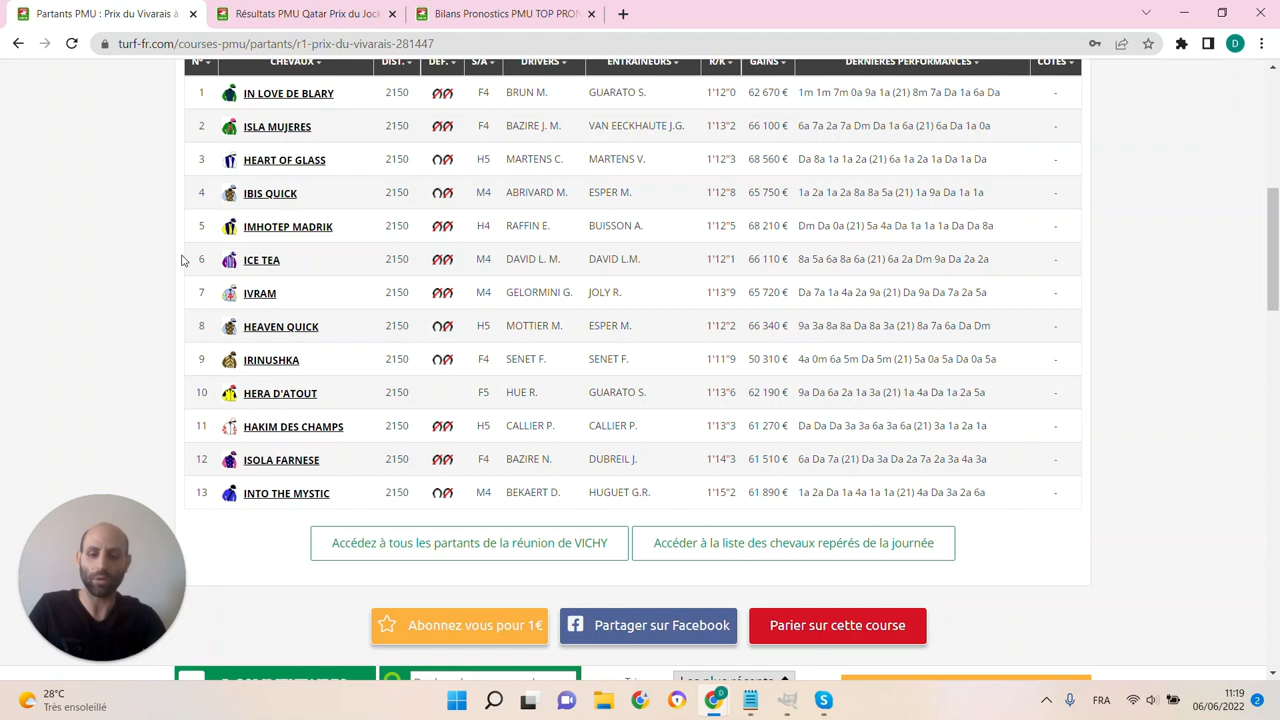 Partants PMU : Prix du Vivarais à
Résultats PMU Qatar Prix du Jock
Bilans Pronostics PMU TOP PRON
turf-fr.com/courses-pmu/partants/r1-prix-du-vivarais-281447
D
N° CHEVAUX DIST. DEF. S/A DRIVERS ENTRAÎNEURS R/K GAINS DERNIÈRES PERFORMANCES COTES
1 IN LOVE DE BLARY 2150 F4 BRUN M. GUARATO S. 1'12"0 62 670 € 1m 1m 7m 0a 9a 1a (21) 8m 7a Da 1a 6a Da -
2 ISLA MUJERES 2150 F4 BAZIRE J. M. VAN EECKHAUTE J.G. 1'13"2 66 100 € 6a 7a 2a 7a Dm Da 1a 6a (21) 6a Da 1a 0a -
3 HEART OF GLASS 2150 H5 MARTENS C. MARTENS V. 1'12"3 68 560 € Da 8a 1a 1a 2a (21) 6a 1a 2a 1a Da 1a Da -
4 IBIS QUICK 2150 M4 ABRIVARD M. ESPER M. 1'12"8 65 750 € 1a 2a 1a 2a 8a 8a 5a (21) 1a 9a Da 1a 1a -
5 IMHOTEP MADRIK 2150 H4 RAFFIN E. BUISSON A. 1'12"5 68 210 € Dm Da 0a (21) 5a 4a Da 1a 1a 1a Da Da 8a -
6 ICE TEA 2150 M4 DAVID L. M. DAVID L.M. 1'12"1 66 110 € 8a 5a 6a 8a 6a (21) 6a 2a Dm 9a Da 2a 2a -
7 IVRAM 2150 M4 GELORMINI G. JOLY R. 1'13"9 65 720 € Da 7a 1a 4a 2a 9a (21) Da 9a Da 7a 2a 5a -
8 HEAVEN QUICK 2150 H5 MOTTIER M. ESPER M. 1'12"2 66 340 € 9a 3a 8a 8a Da 8a 3a (21) 8a 7a 6a Da Dm -
9 IRINUSHKA 2150 F4 SENET F. SENET F. 1'11"9 50 310 € 4a 0m 6a 5m Da 5m (21) 5a 0a 5a Da 0a 5a -
10 HERA D'ATOUT 2150 F5 HUE R. GUARATO S. 1'13"6 62 190 € 9a Da 6a 2a 1a 3a (21) 1a 4a Da 1a 2a 5a -
11 HAKIM DES CHAMPS 2150 H5 CALLIER P. CALLIER P. 1'13"3 61 270 € Da Da Da 3a 3a 6a 3a 6a (21) 3a 1a 2a 1a -
12 ISOLA FARNESE 2150 F4 BAZIRE N. DUBREIL J. 1'14"3 61 510 € 6a Da 7a (21) Da 3a Da 2a 7a 2a 3a 4a 3a -
13 INTO THE MYSTIC 2150 M4 BEKAERT D. HUGUET G.R. 1'15"2 61 890 € 1a 2a Da 1a 4a 1a 1a (21) 4a Da 3a 2a 6a -
Accédez à tous les partants de la réunion de VICHY
Accéder à la liste des chevaux repérés de la journée
Abonnez vous pour 1€
Partager sur Facebook
Parier sur cette course
28°C
Très ensoleillé
D
FRA
11:19
06/06/2022
2